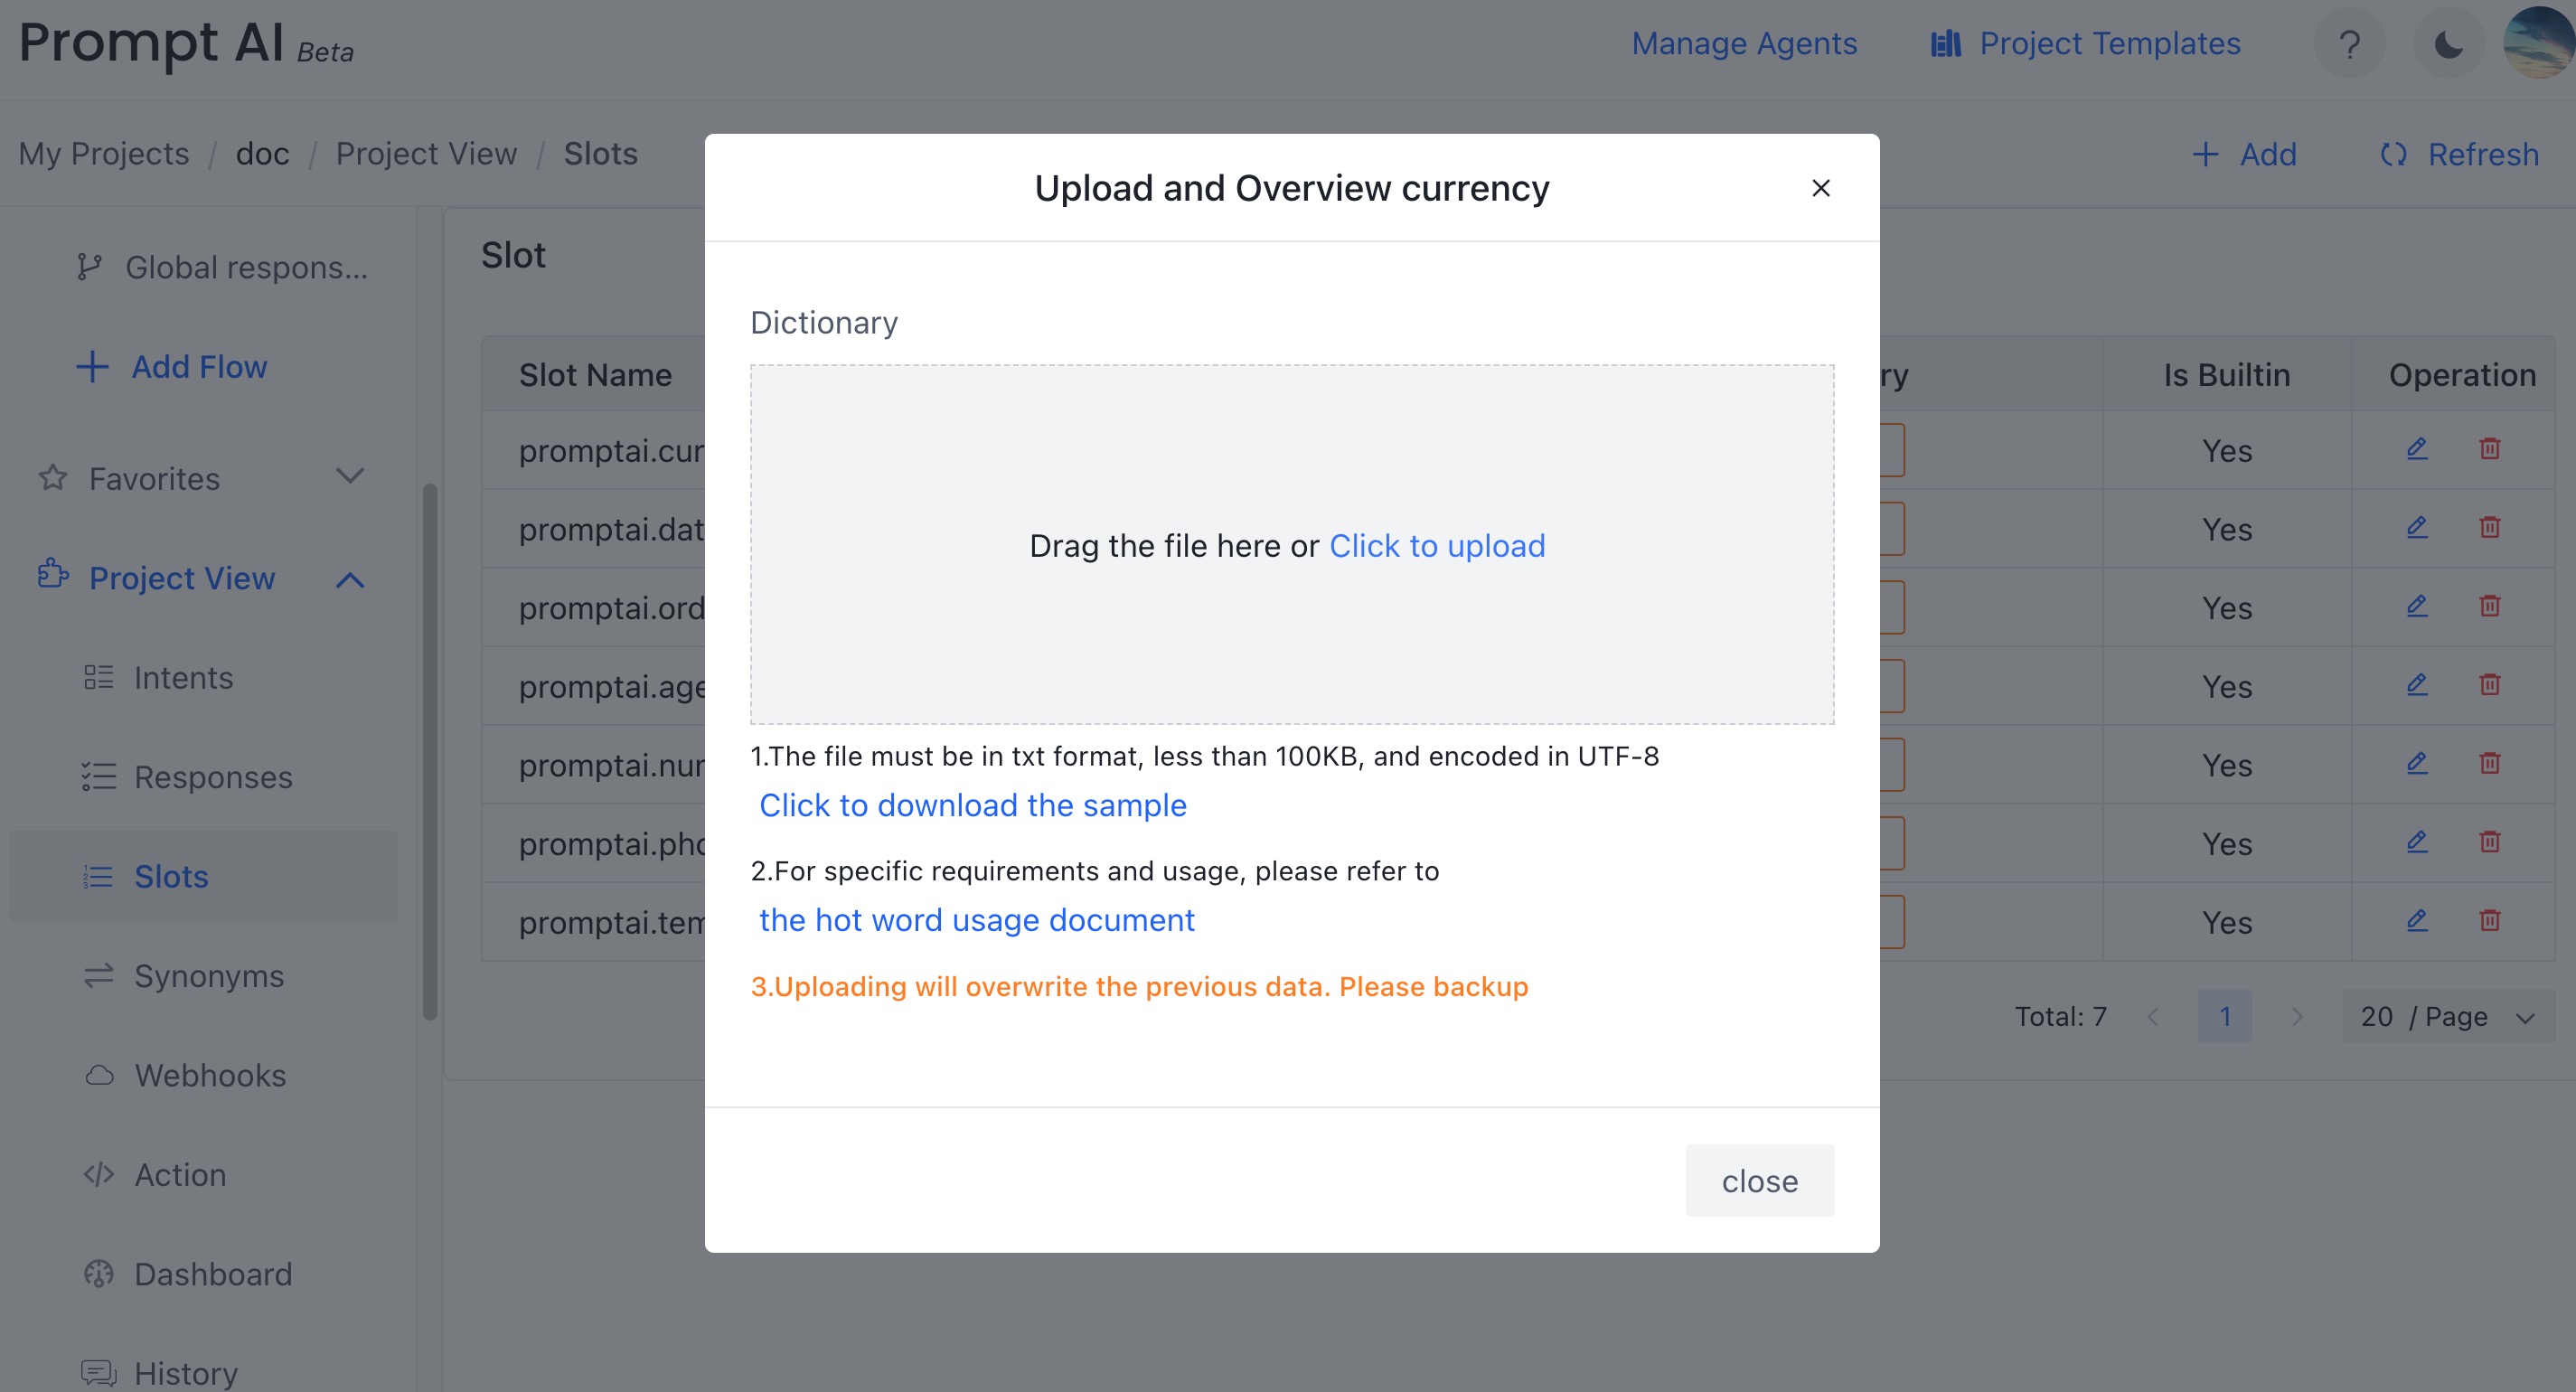 Prompt AI Beta
Manage Agents
Project Templates
?
My Projects / doc / Project View / Slots
+ Add
Refresh
Global respons...
+ Add Flow
Favorites
Project View
Intents
Responses
Slots
Synonyms
Webhooks
Action
Dashboard
History
Slot
Slot Name
ry
Is Builtin
Operation
promptai.cur
Yes
promptai.dat
Yes
promptai.ord
Yes
promptai.age
Yes
promptai.nur
Yes
promptai.pho
Yes
promptai.tem
Yes
Total: 7
1
20 / Page
Upload and Overview currency
Dictionary
Drag the file here or Click to upload
1.The file must be in txt format, less than 100KB, and encoded in UTF-8
Click to download the sample
2.For specific requirements and usage, please refer to
the hot word usage document
3.Uploading will overwrite the previous data. Please backup
close